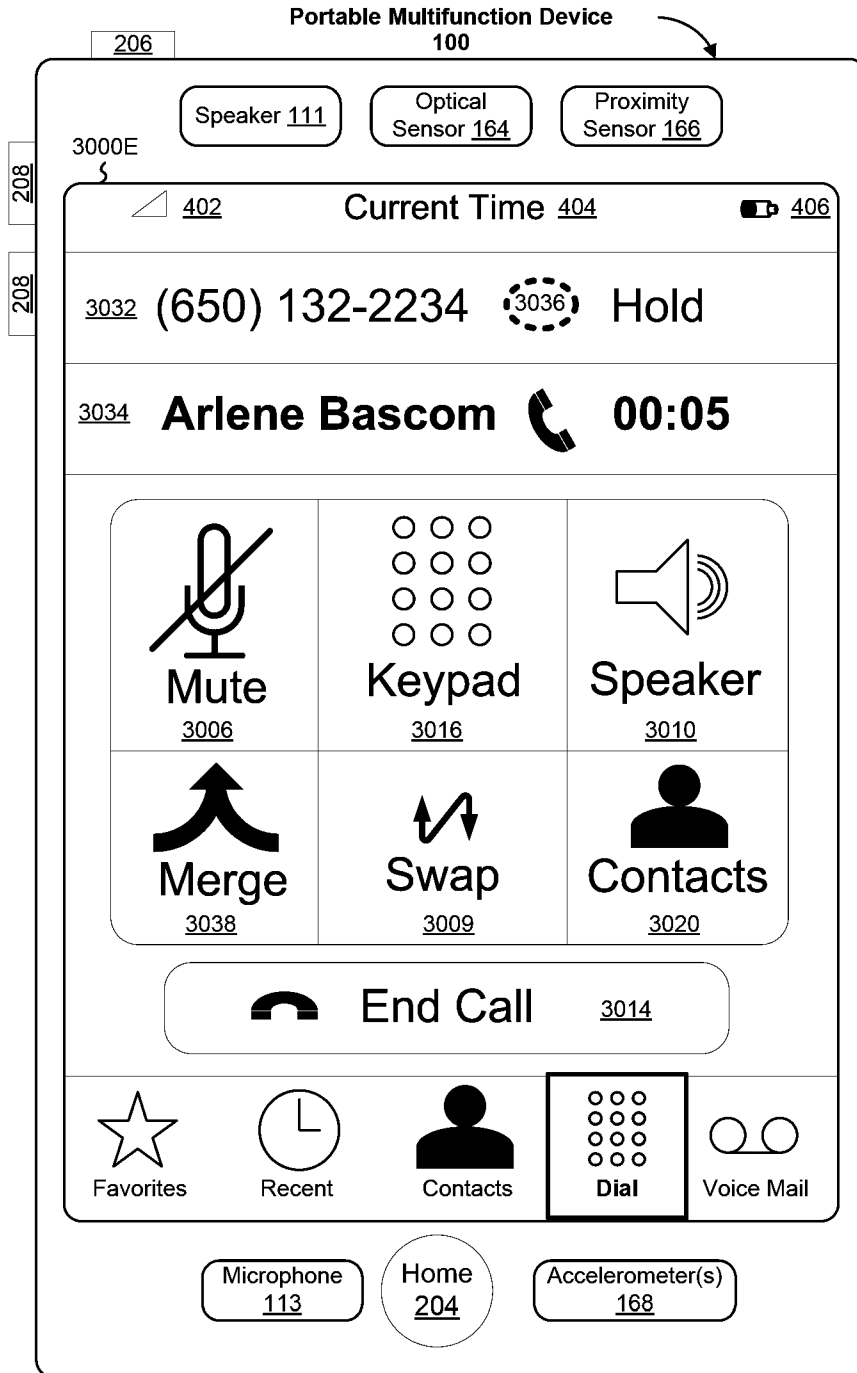 Portable Multifunction Device
100
206
Speaker 111
Optical
Sensor 164
Proximity
Sensor 166
3000E
208
208
402
Current Time 404
406
3032 (650) 132-2234 3036 Hold
3034 Arlene Bascom 00:05
Mute
3006
Keypad
3016
Speaker
3010
Merge
3038
Swap
3009
Contacts
3020
End Call 3014
Favorites
Recent
Contacts
Dial
Voice Mail
Microphone
113
Home
204
Accelerometer(s)
168